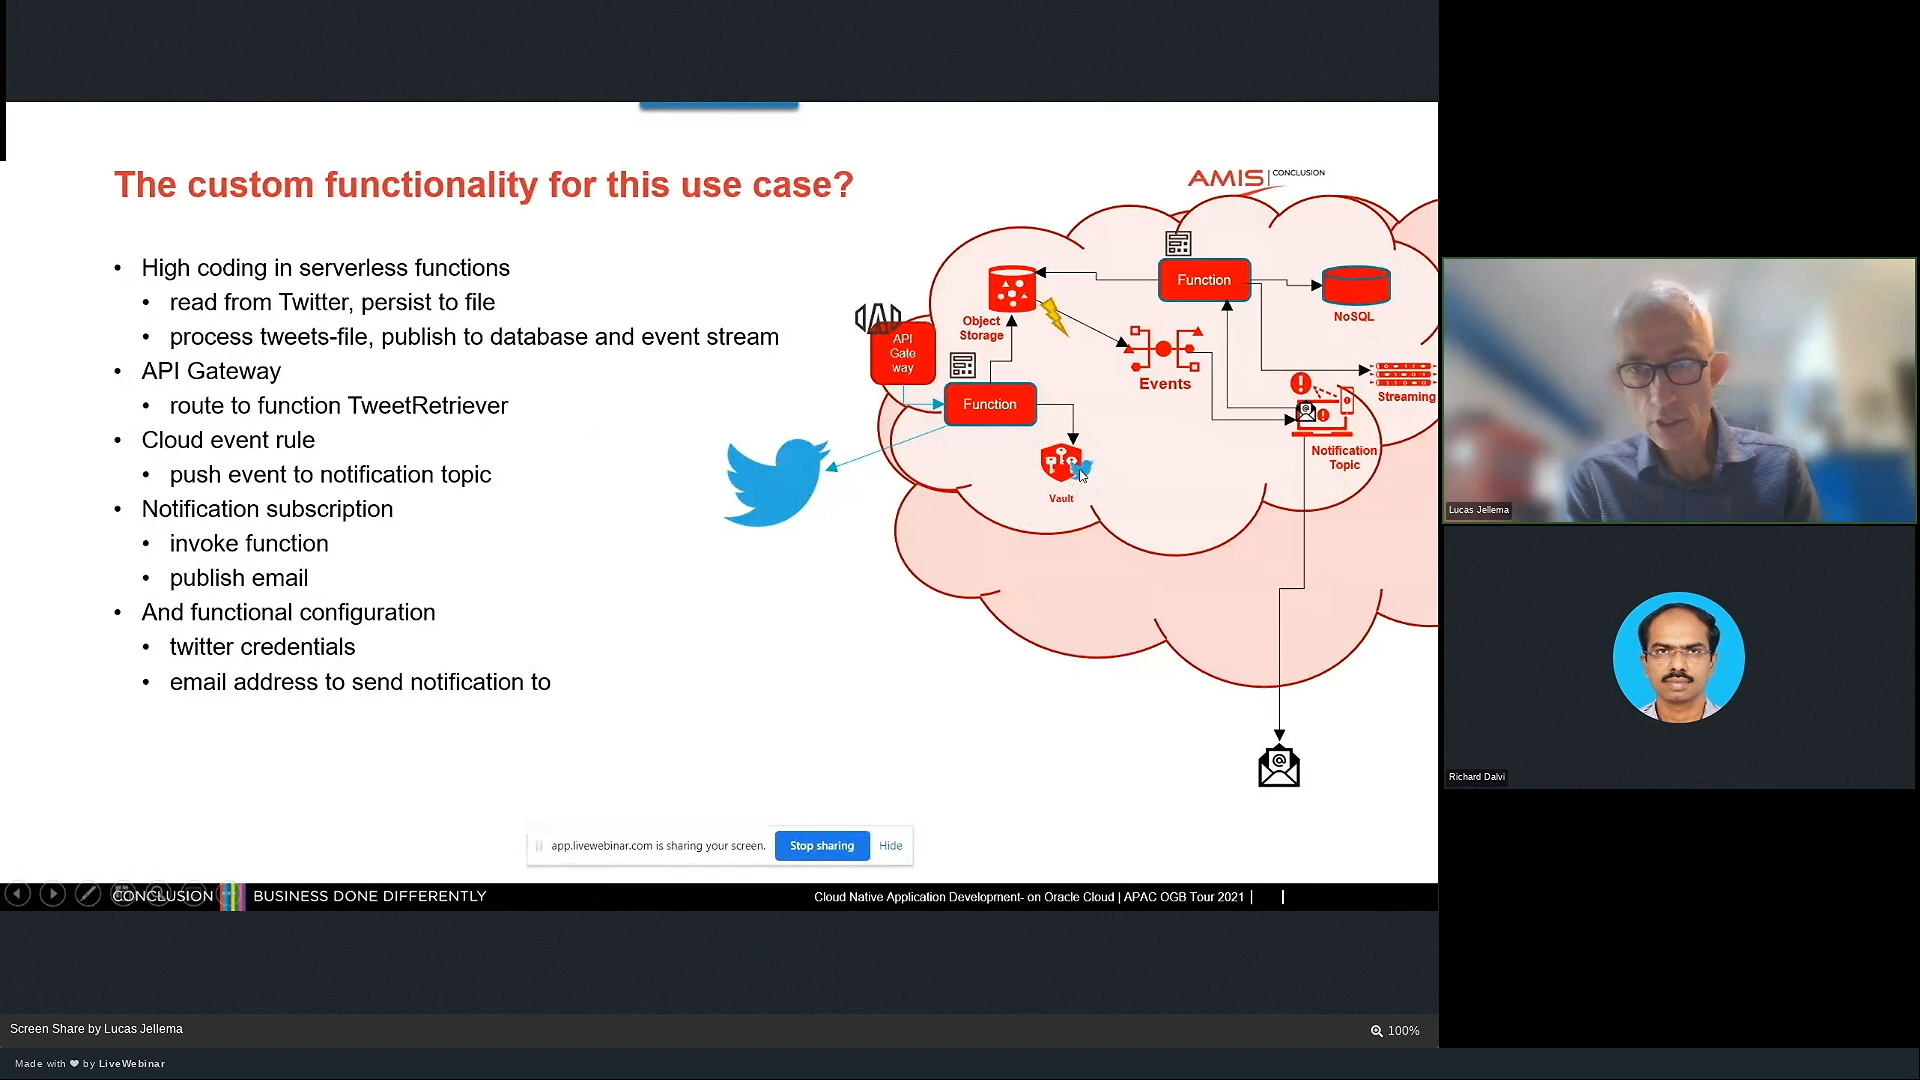 The custom functionality for this use case?
AMIS | CONCLUSION
• High coding in serverless functions
• read from Twitter, persist to file
• process tweets-file, publish to database and event stream
• API Gateway
• route to function TweetRetriever
• Cloud event rule
• push event to notification topic
• Notification subscription
• invoke function
• publish email
• And functional configuration
• twitter credentials
• email address to send notification to
Function
NoSQL
Object
Storage
API
Gate
way
Events
Streaming
Function
Notification
Topic
Vault
app.livewebinar.com is sharing your screen.
Stop sharing
Hide
CONCLUSION
BUSINESS DONE DIFFERENTLY
Cloud Native Application Development- on Oracle Cloud | APAC OGB Tour 2021 |
Lucas Jellema
Richard Dalvi
Screen Share by Lucas Jellema
100%
Made with ❤ by LiveWebinar